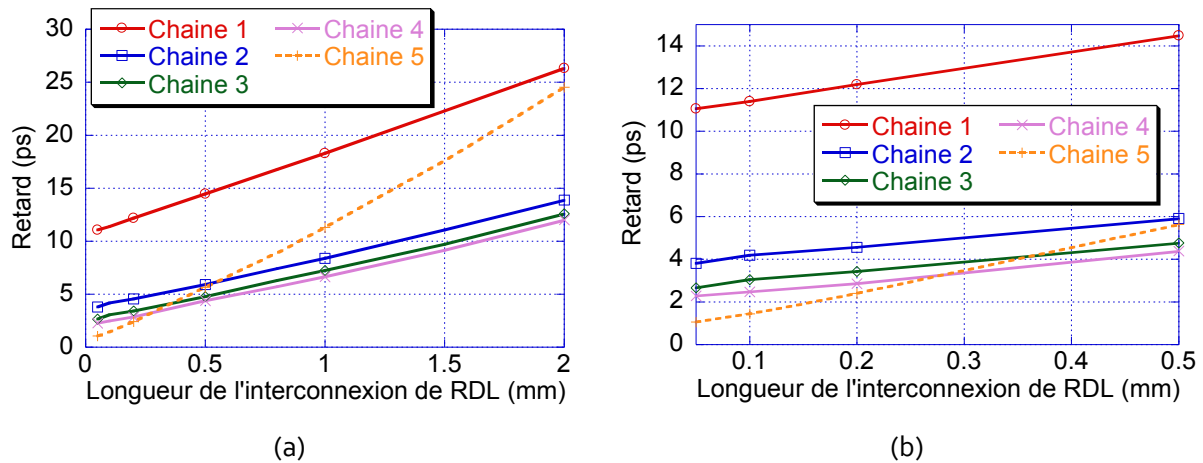 30
25
20
15
10
5
0
0
0.5
1
1.5
2
Retard (ps)
Longueur de l'interconnexion de RDL (mm)
Chaine 1
Chaine 2
Chaine 3
Chaine 4
Chaine 5
(a)
14
12
10
8
6
4
2
0
0.1
0.2
0.3
0.4
0.5
Retard (ps)
Longueur de l'interconnexion de RDL (mm)
Chaine 1
Chaine 2
Chaine 3
Chaine 4
Chaine 5
(b)